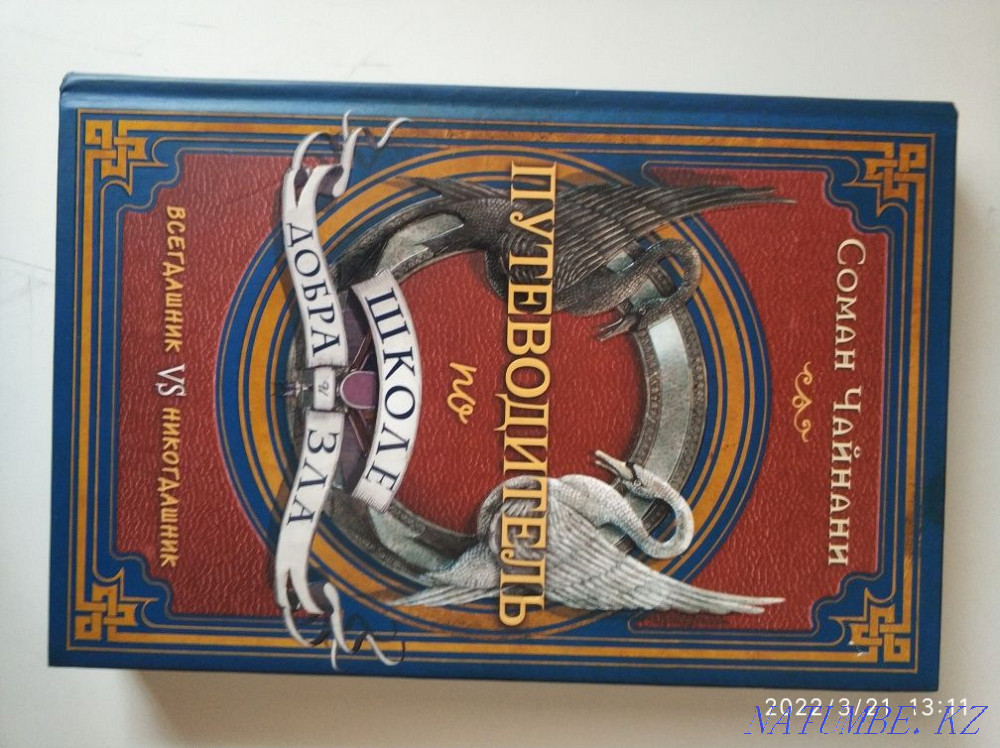 Соман Чайнани
ПУТЕВОДИТЕЛЬ
по
ШКОЛЕ
ДОБРА и ЗЛА
ВСЕГДАШНИК VS НИКОГДАШНИК
2022/3/21 13:11
NATUMBE.KZ